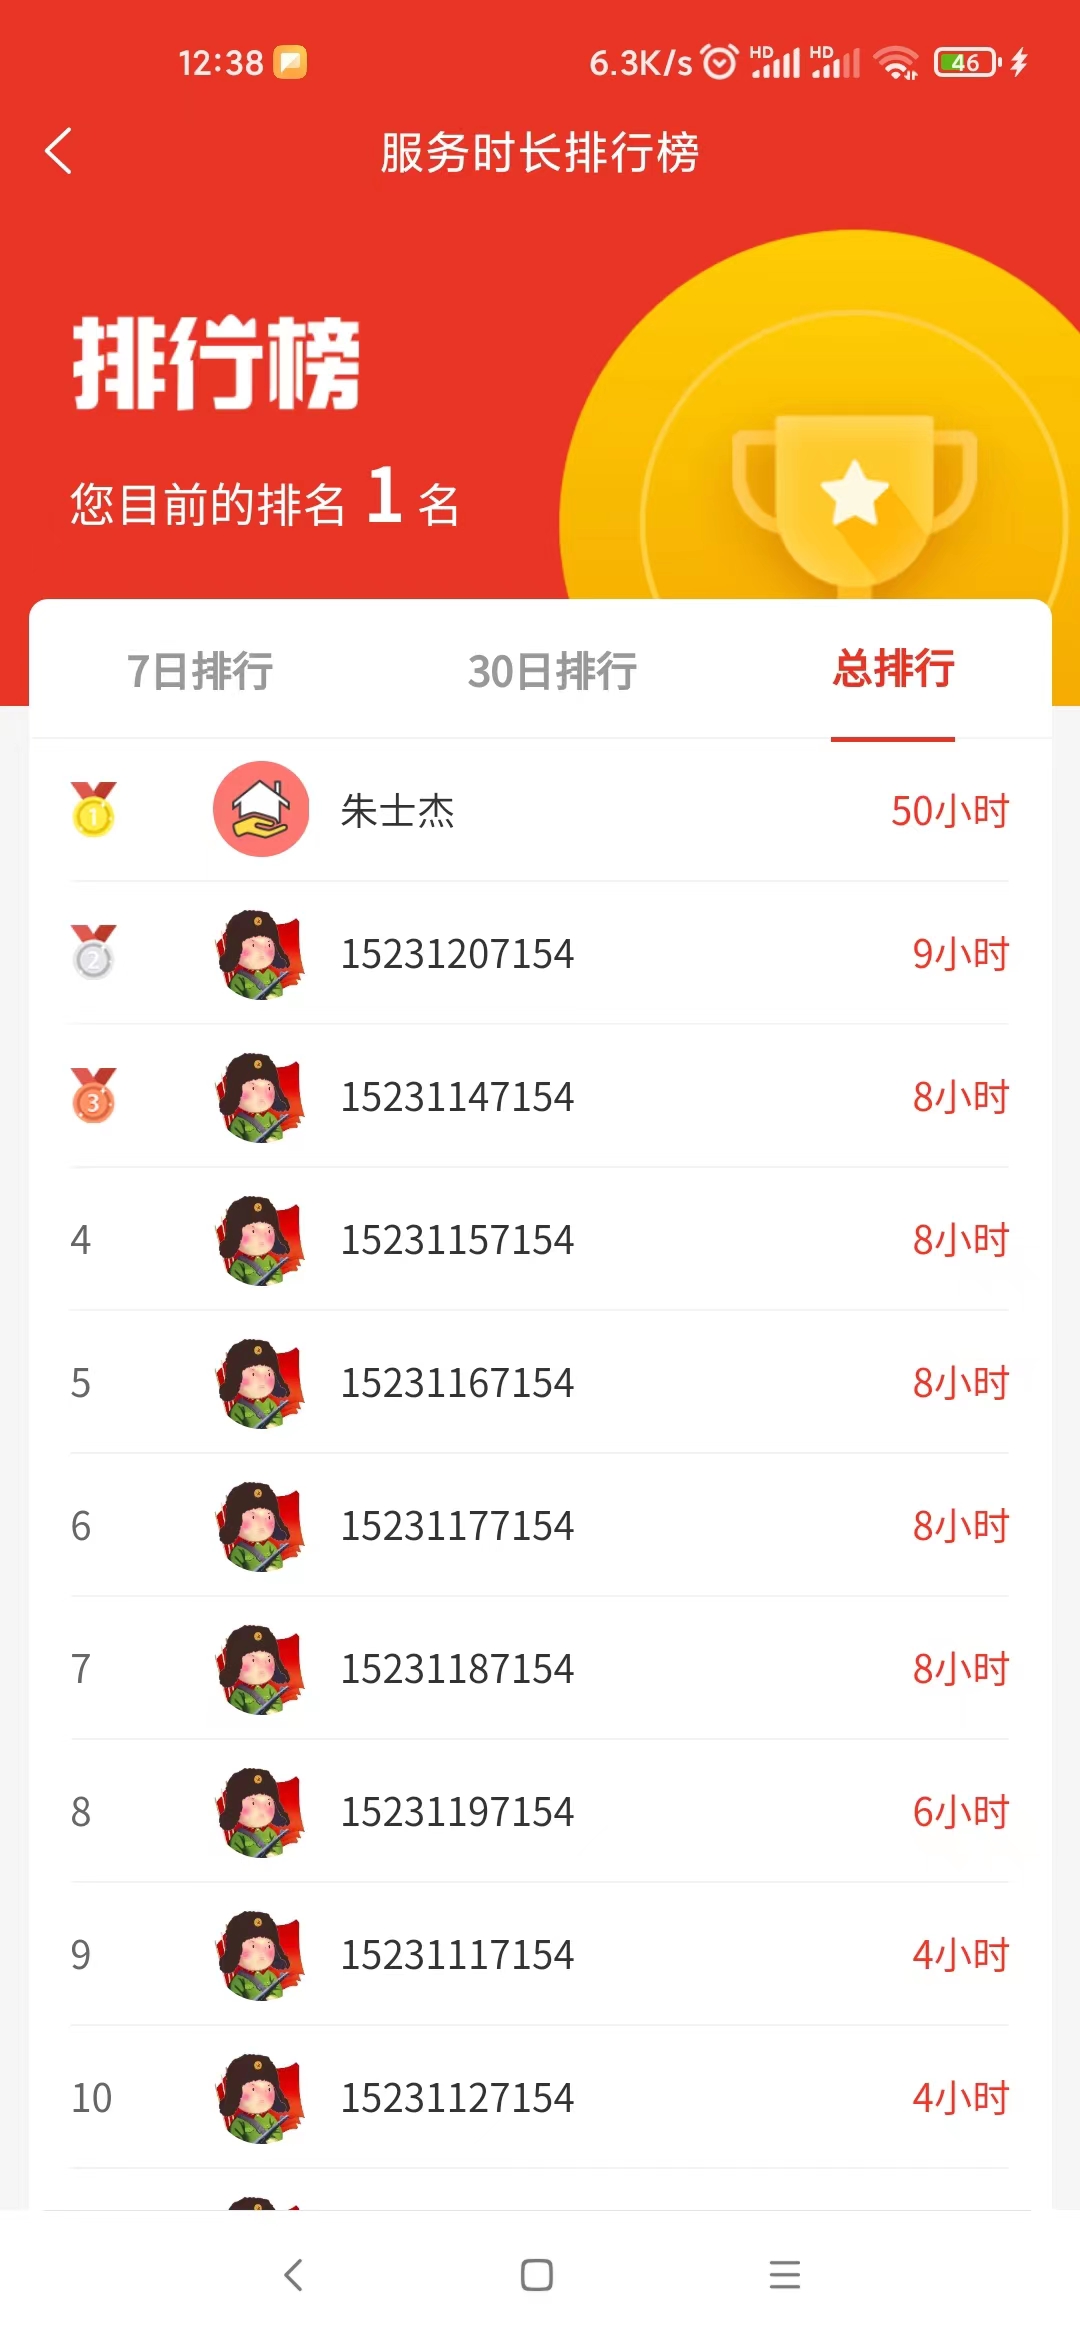 12:38 6.3K/s HD HD 46
服务时长排行榜
排行榜
您目前的排名 1 名
7日排行 30日排行 总排行
1 朱士杰 50小时
2 15231207154 9小时
3 15231147154 8小时
4 15231157154 8小时
5 15231167154 8小时
6 15231177154 8小时
7 15231187154 8小时
8 15231197154 6小时
9 15231117154 4小时
10 15231127154 4小时